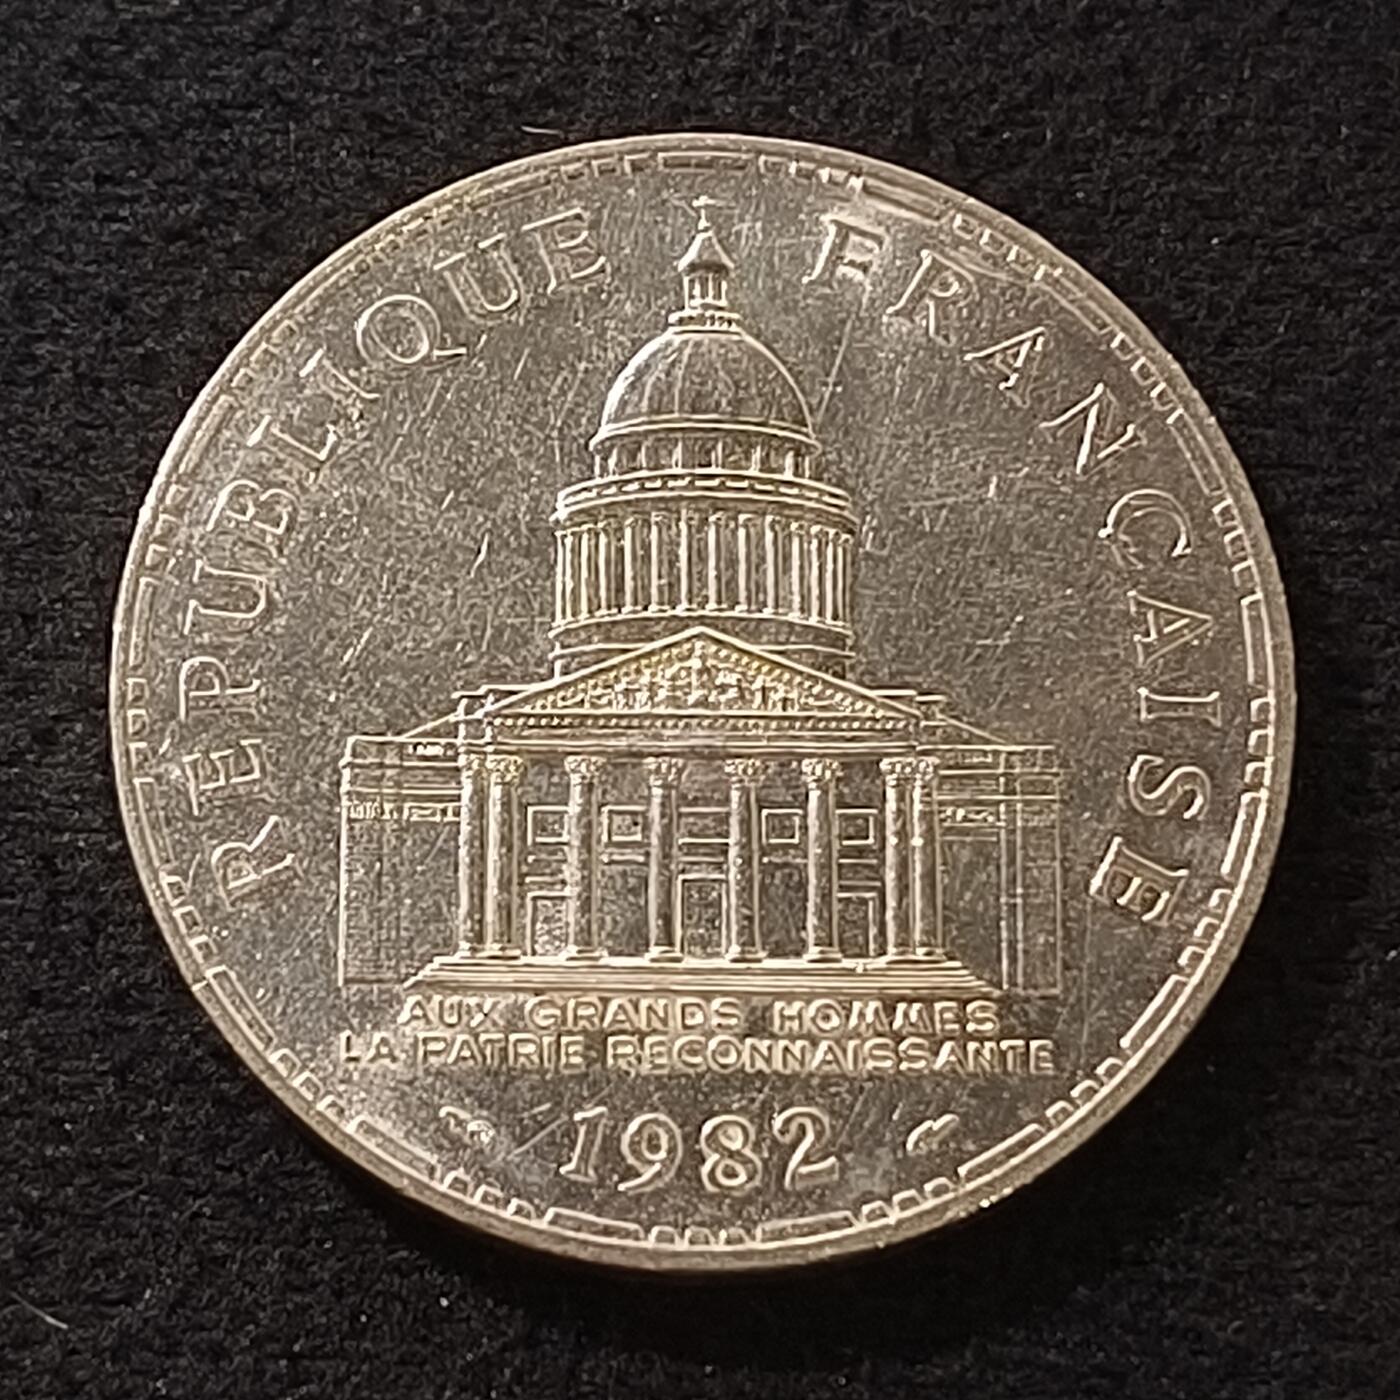 RÉPUBLIQUE FRANÇAISE
AUX GRANDS HOMMES
LA PATRIE RECONNAISSANTE
1982